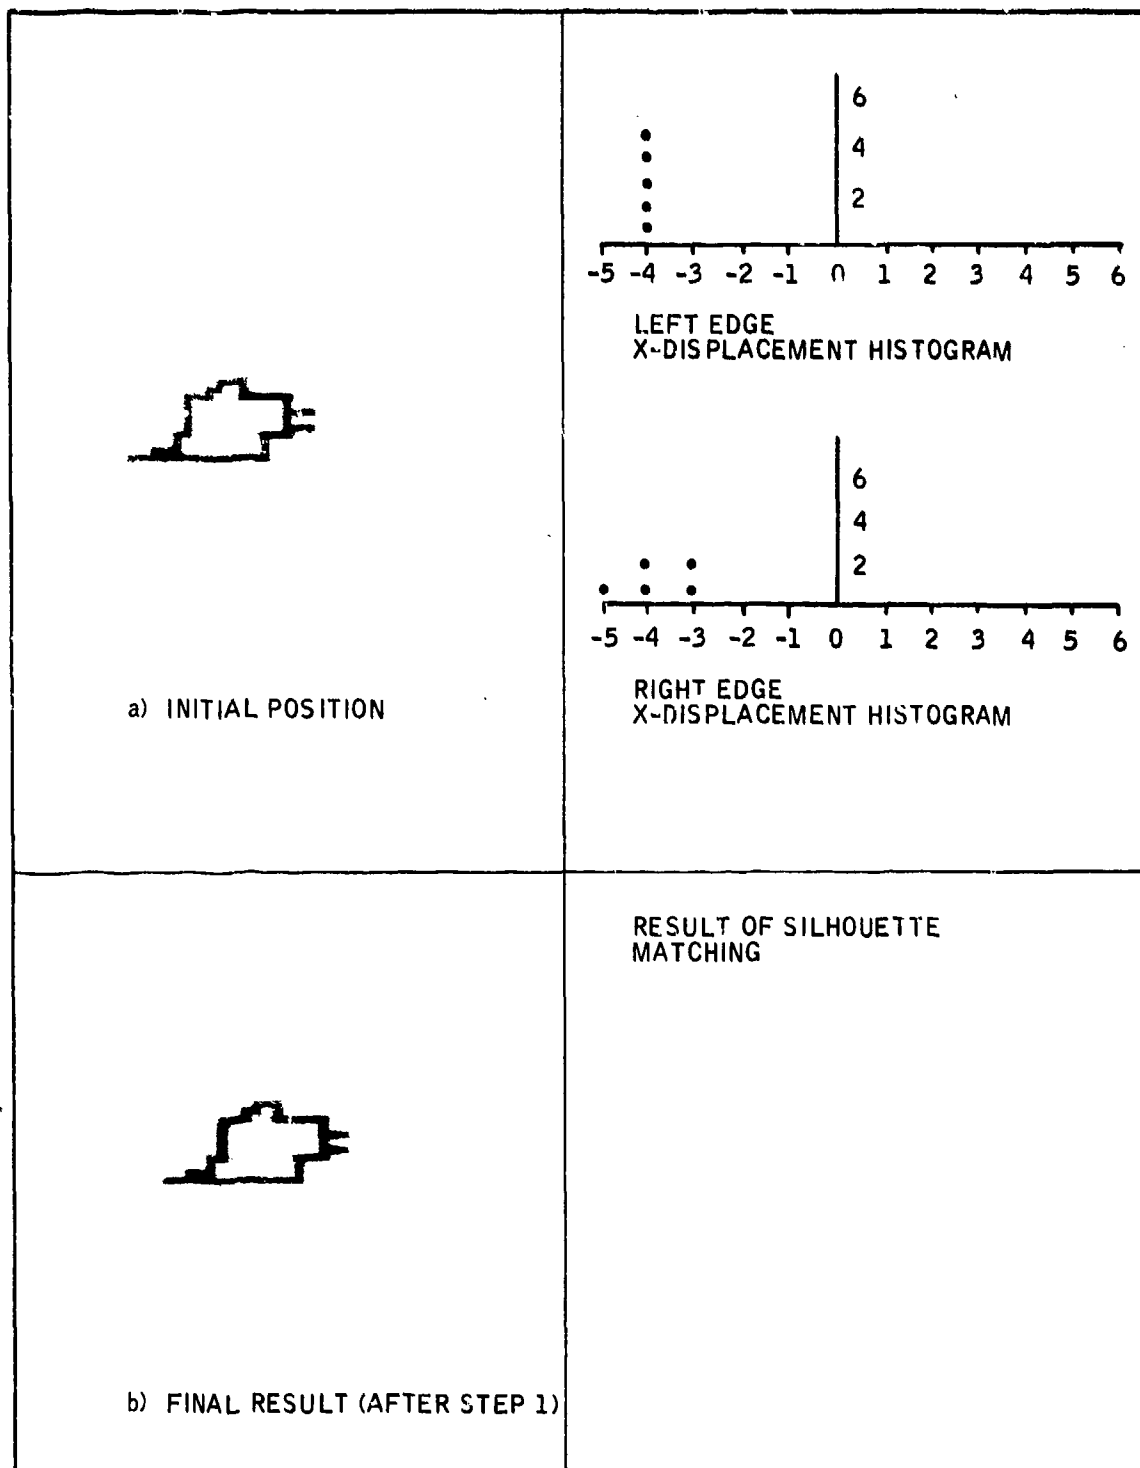 6
4
2
-5 -4 -3 -2 -1 0 1 2 3 4 5 6
LEFT EDGE
X-DISPLACEMENT HISTOGRAM
6
4
2
-5 -4 -3 -2 -1 0 1 2 3 4 5 6
RIGHT EDGE
X-DISPLACEMENT HISTOGRAM
a) INITIAL POSITION
RESULT OF SILHOUETTE
MATCHING
b) FINAL RESULT (AFTER STEP 1)